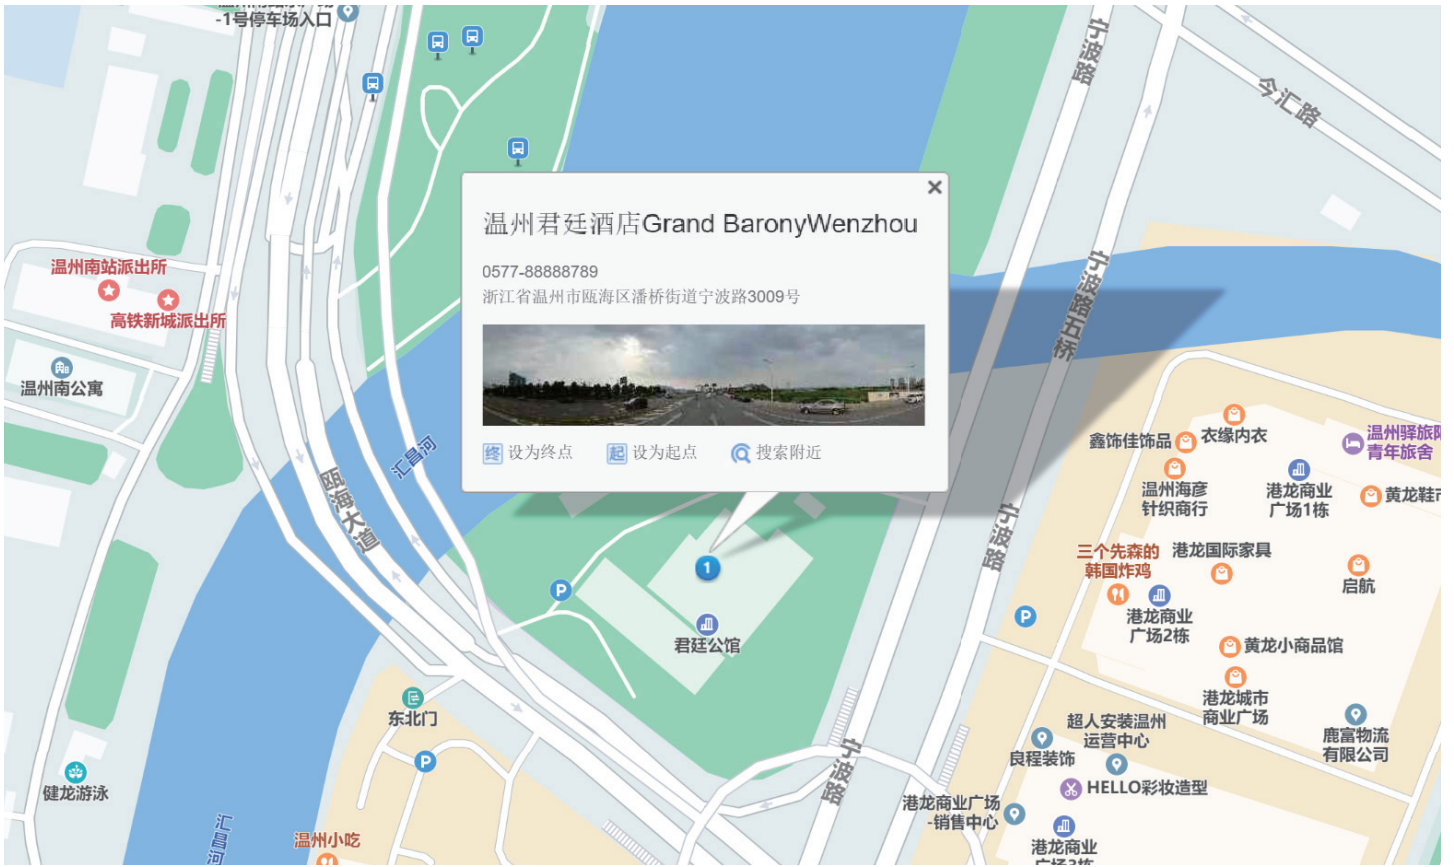 -1号停车场入口
宁波路
今汇路
温州君廷酒店Grand BaronyWenzhou
0577-88888789
浙江省温州市瓯海区潘桥街道宁波路3009号
终 设为终点
起 设为起点
搜索附近
温州南站派出所
高铁新城派出所
温州南公寓
宁波路五桥
汇昌河
瓯海大道
鑫饰佳饰品
衣缘内衣
青年旅舍
温州海彦
针织商行
港龙商业
广场1栋
宁波路
三个先森的
韩国炸鸡
港龙国际家具
启航
港龙商业
广场2栋
1
P
P
君廷公馆
黄龙小商品馆
港龙城市
商业广场
东北门
P
超人安装温州
运营中心
良程装饰
鹿富物流
有限公司
宁波路
健龙游泳
HELLO彩妆造型
港龙商业广场
-销售中心
汇昌河
温州小吃
港龙商业